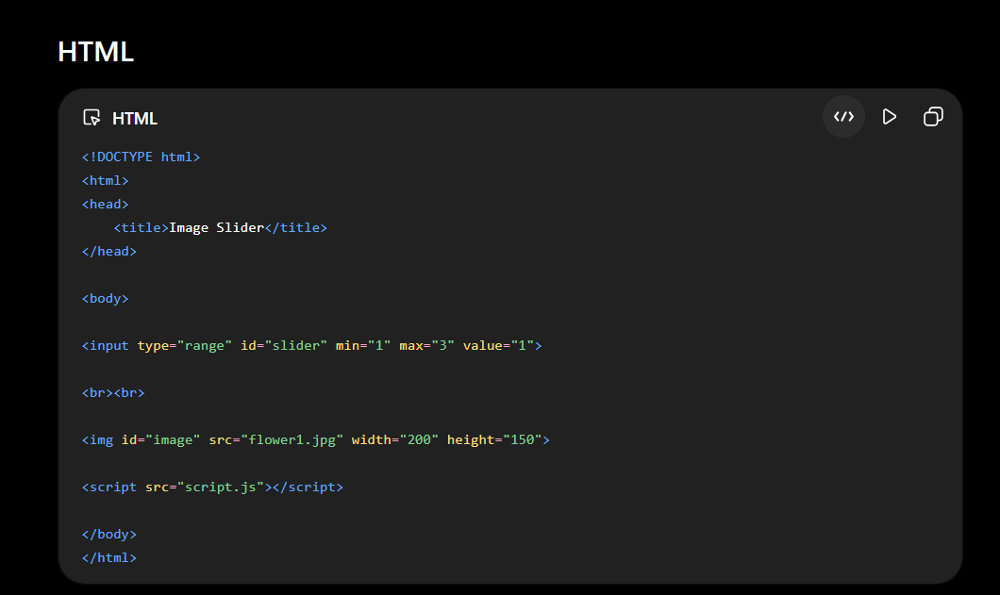 HTML
HTML
<!DOCTYPE html>
<html>
<head>
    <title>Image Slider</title>
</head>
<body>
<input type="range" id="slider" min="1" max="3" value="1">
<br><br>
<img id="image" src="flower1.jpg" width="200" height="150">
<script src="script.js"></script>
</body>
</html>